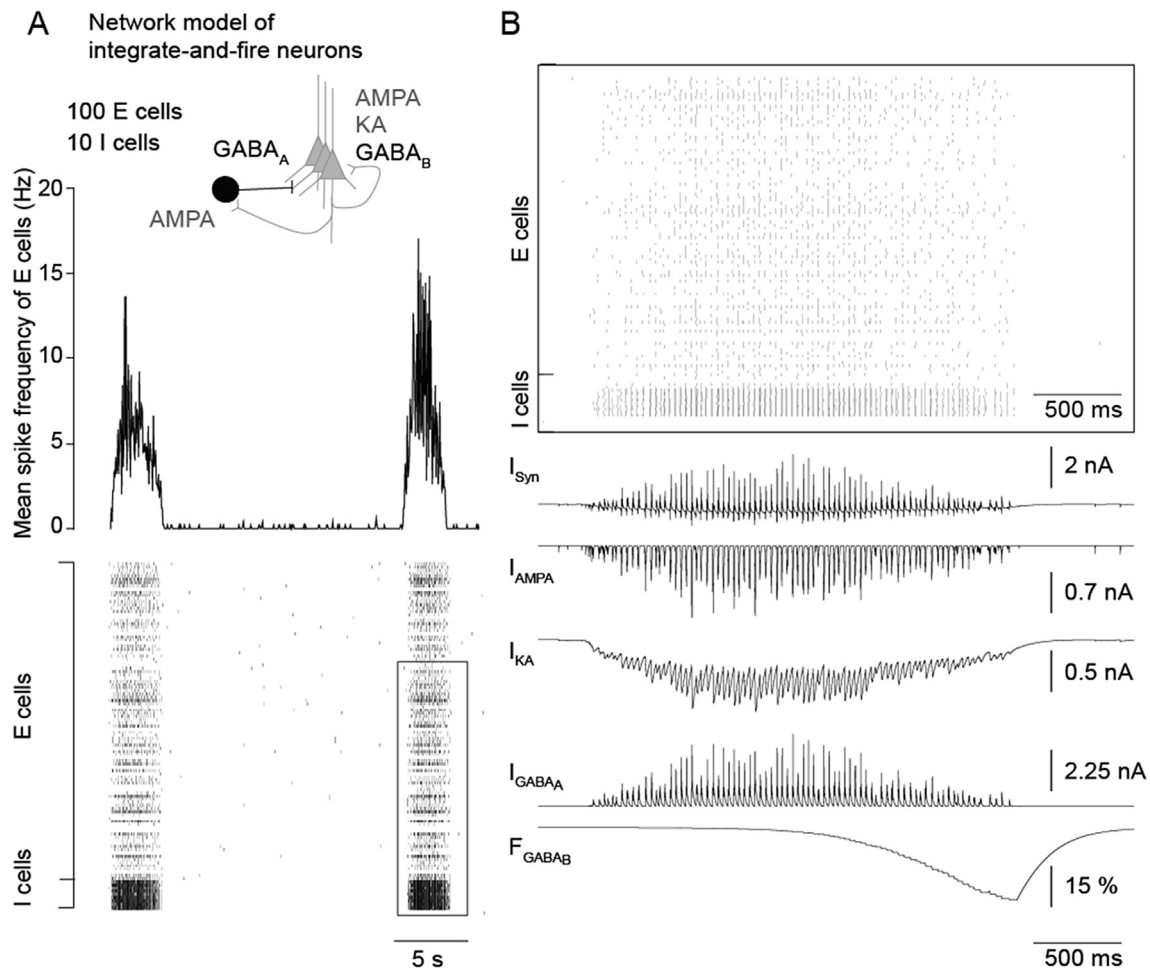 A
Network model of
integrate-and-fire neurons
100 E cells
10 I cells
GABAA
AMPA
KA
GABAB
AMPA
Mean spike frequency of E cells (Hz)
20
15
10
5
0
E cells
I cells
5 s
B
E cells
I cells
500 ms
ISyn
2 nA
IAMPA
0.7 nA
IKA
0.5 nA
IGABAA
2.25 nA
FGABAB
15 %
500 ms